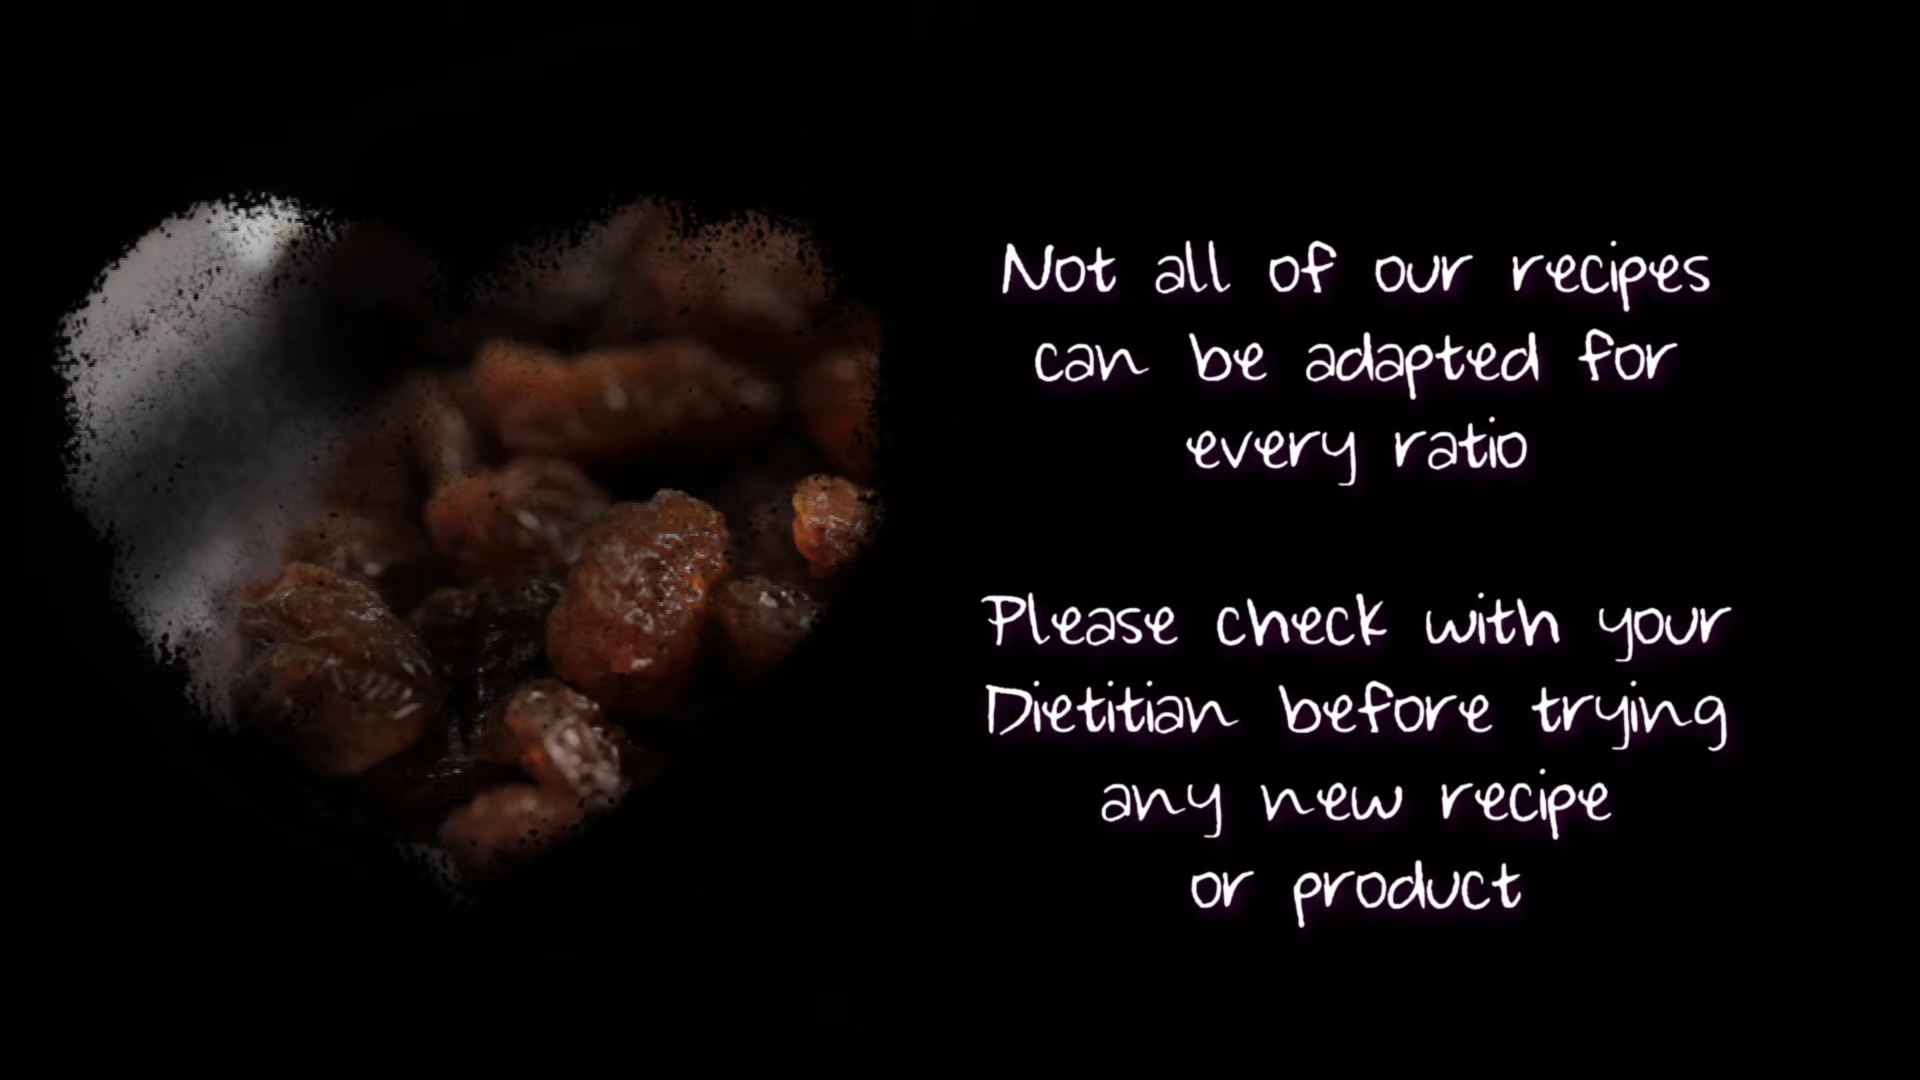 Not all of our recipes
can be adapted for
every ratio
Please check with your
Dietitian before trying
any new recipe
or product